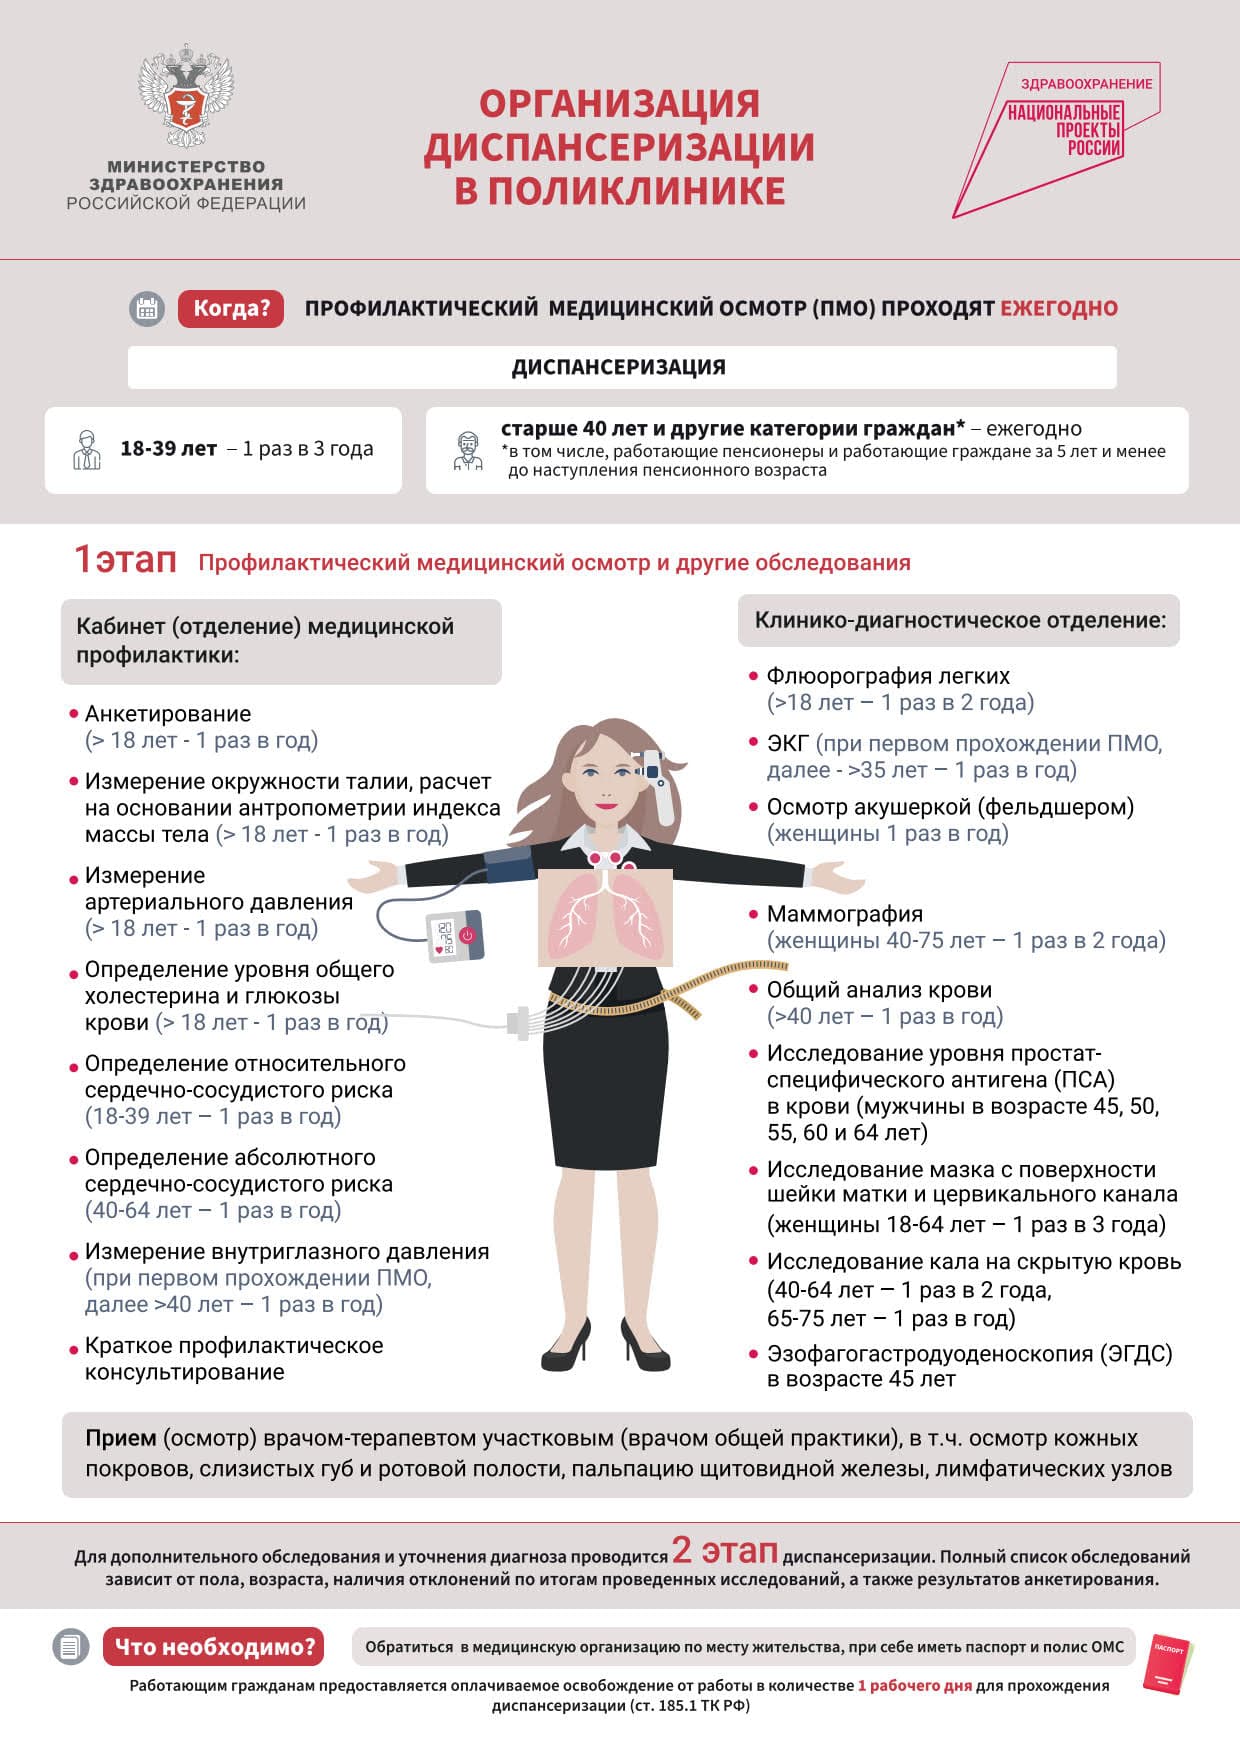 МИНИСТЕРСТВО
ЗДРАВООХРАНЕНИЯ
РОССИЙСКОЙ ФЕДЕРАЦИИ
ОРГАНИЗАЦИЯ
ДИСПАНСЕРИЗАЦИИ
В ПОЛИКЛИНИКЕ
ЗДРАВООХРАНЕНИЕ
НАЦИОНАЛЬНЫЕ
ПРОЕКТЫ
РОССИИ
Когда? ПРОФИЛАКТИЧЕСКИЙ МЕДИЦИНСКИЙ ОСМОТР (ПМО) ПРОХОДЯТ ЕЖЕГОДНО
ДИСПАНСЕРИЗАЦИЯ
18-39 лет – 1 раз в 3 года
старше 40 лет и другие категории граждан* – ежегодно
*в том числе, работающие пенсионеры и работающие граждане за 5 лет и менее
до наступления пенсионного возраста
1этап Профилактический медицинский осмотр и другие обследования
Кабинет (отделение) медицинской
профилактики:
• Анкетирование
(> 18 лет - 1 раз в год)
• Измерение окружности талии, расчет
на основании антропометрии индекса
массы тела (> 18 лет - 1 раз в год)
• Измерение
артериального давления
(> 18 лет - 1 раз в год)
• Определение уровня общего
холестерина и глюкозы
крови (> 18 лет - 1 раз в год)
• Определение относительного
сердечно-сосудистого риска
(18-39 лет – 1 раз в год)
• Определение абсолютного
сердечно-сосудистого риска
(40-64 лет – 1 раз в год)
• Измерение внутриглазного давления
(при первом прохождении ПМО,
далее >40 лет – 1 раз в год)
• Краткое профилактическое
консультирование
Клинико-диагностическое отделение:
• Флюорография легких
(>18 лет – 1 раз в 2 года)
• ЭКГ (при первом прохождении ПМО,
далее - >35 лет – 1 раз в год)
• Осмотр акушеркой (фельдшером)
(женщины 1 раз в год)
• Маммография
(женщины 40-75 лет – 1 раз в 2 года)
• Общий анализ крови
(>40 лет – 1 раз в год)
• Исследование уровня простат-
специфического антигена (ПСА)
в крови (мужчины в возрасте 45, 50,
55, 60 и 64 лет)
• Исследование мазка с поверхности
шейки матки и цервикального канала
(женщины 18-64 лет – 1 раз в 3 года)
• Исследование кала на скрытую кровь
(40-64 лет – 1 раз в 2 года,
65-75 лет – 1 раз в год)
• Эзофагогастродуоденоскопия (ЭГДС)
в возрасте 45 лет
Прием (осмотр) врачом-терапевтом участковым (врачом общей практики), в т.ч. осмотр кожных
покровов, слизистых губ и ротовой полости, пальпацию щитовидной железы, лимфатических узлов
Для дополнительного обследования и уточнения диагноза проводится 2 этап диспансеризации. Полный список обследований
зависит от пола, возраста, наличия отклонений по итогам проведенных исследований, а также результатов анкетирования.
Что необходимо? Обратиться в медицинскую организацию по месту жительства, при себе иметь паспорт и полис ОМС
ПАСПОРТ
Работающим гражданам предоставляется оплачиваемое освобождение от работы в количестве 1 рабочего дня для прохождения
диспансеризации (ст. 185.1 ТК РФ)